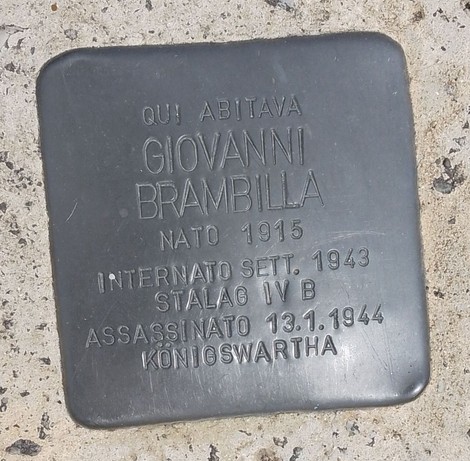 QUI ABITAVA
GIOVANNI
BRAMBILLA
NATO 1915
INTERNATO SETT. 1943
STALAG IV B
ASSASSINATO 13.1.1944
KÖNIGSWARTHA